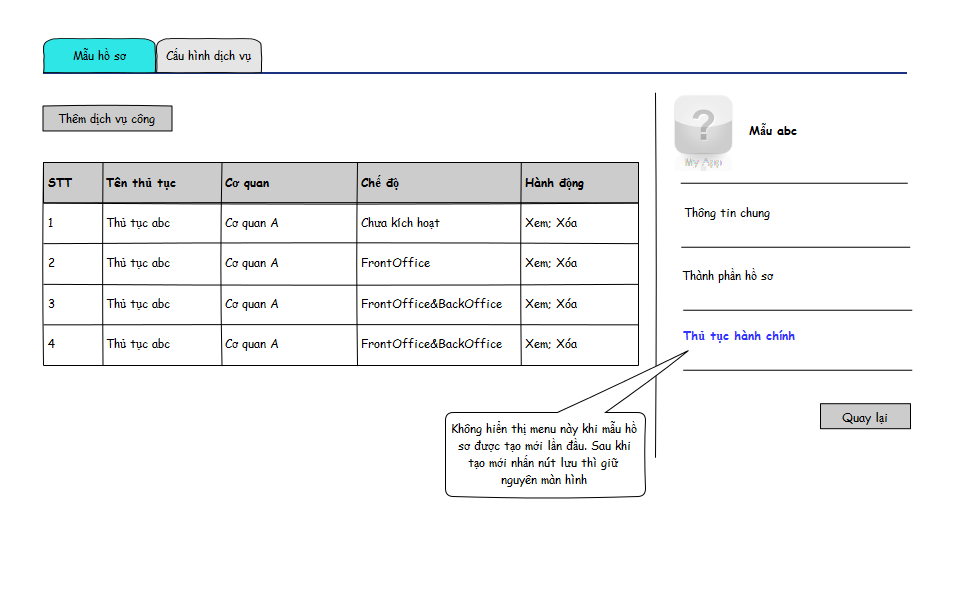 Mẫu hồ sơ
Cấu hình dịch vụ
Thêm dịch vụ công
STT Tên thủ tục Cơ quan Chế độ Hành động
1 Thủ tục abc Cơ quan A Chưa kích hoạt Xem; Xóa
2 Thủ tục abc Cơ quan A FrontOffice Xem; Xóa
3 Thủ tục abc Cơ quan A FrontOffice&BackOffice Xem; Xóa
4 Thủ tục abc Cơ quan A FrontOffice&BackOffice Xem; Xóa
?
My App
Mẫu abc
Thông tin chung
Thành phần hồ sơ
Thủ tục hành chính
Quay lại
Không hiển thị menu này khi mẫu hồ
sơ được tạo mới lần đầu. Sau khi
tạo mới nhấn nút lưu thì giữ
nguyên màn hình